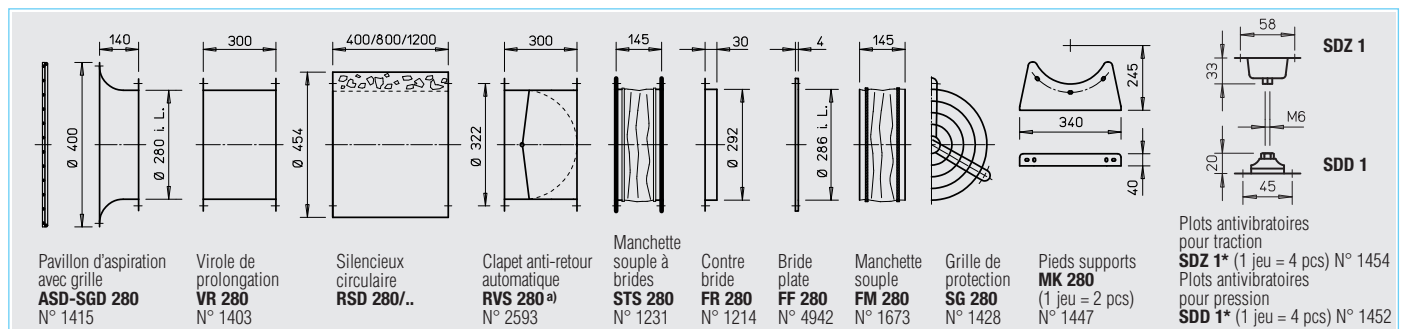 140
300
400/800/1200
300
145
30
4
145
58
SDZ 1
33
245
Ø 400
Ø 280 i. L.
Ø 454
Ø 322
Ø 292
Ø 286 i. L.
340
M6
20
SDD 1
40
45
Pavillon d'aspiration
avec grille
ASD-SGD 280
N° 1415
Virole de
prolongation
VR 280
N° 1403
Silencieux
circulaire
RSD 280/..
Clapet anti-retour
automatique
RVS 280 a)
N° 2593
Manchette
souple à
brides
STS 280
N° 1231
Contre
bride
FR 280
N° 1214
Bride
plate
FF 280
N° 4942
Manchette
souple
FM 280
N° 1673
Grille de
protection
SG 280
N° 1428
Pieds supports
MK 280
(1 jeu = 2 pcs)
N° 1447
Plots antivibratoires
pour traction
SDZ 1* (1 jeu = 4 pcs) N° 1454
Plots antivibratoires
pour pression
SDD 1* (1 jeu = 4 pcs) N° 1452